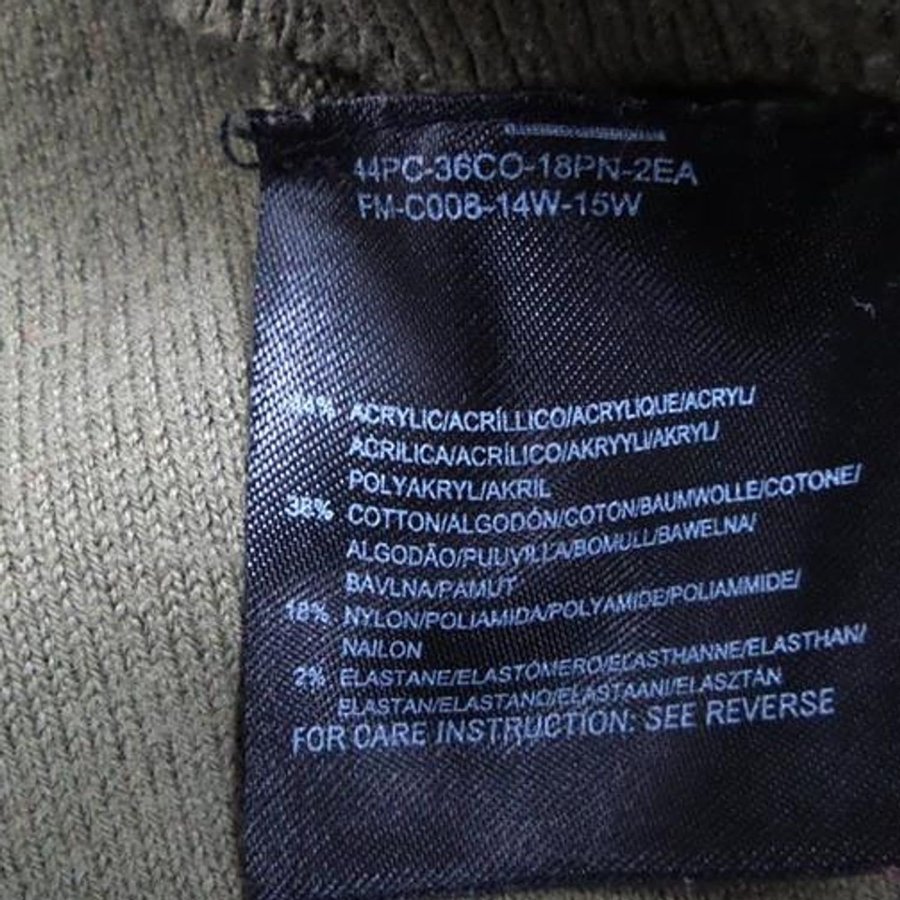 44PC-36CO-18PN-2EA
FM-C008-14W-15W
44% ACRYLIC/ACRÍLLICO/ACRYLIQUE/ACRYL/
ACRILICA/ACRÍLICO/AKRYYLI/AKRYL/
POLYAKRYL/AKRIL
36% COTTON/ALGODÓN/COTON/BAUMWOLLE/COTONE/
ALGODÃO/PUUVILLA/BOMULL/BAWELNA/
BAVLNA/PAMUT
18% NYLON/POLIAMIDA/POLYAMIDE/POLIAMMIDE/
NAILON
2% ELASTANE/ELASTOMERO/ELASTHANNE/ELASTHAN/
ELASTAN/ELASTANO/ELASTAANI/ELASZTÁN
FOR CARE INSTRUCTION: SEE REVERSE